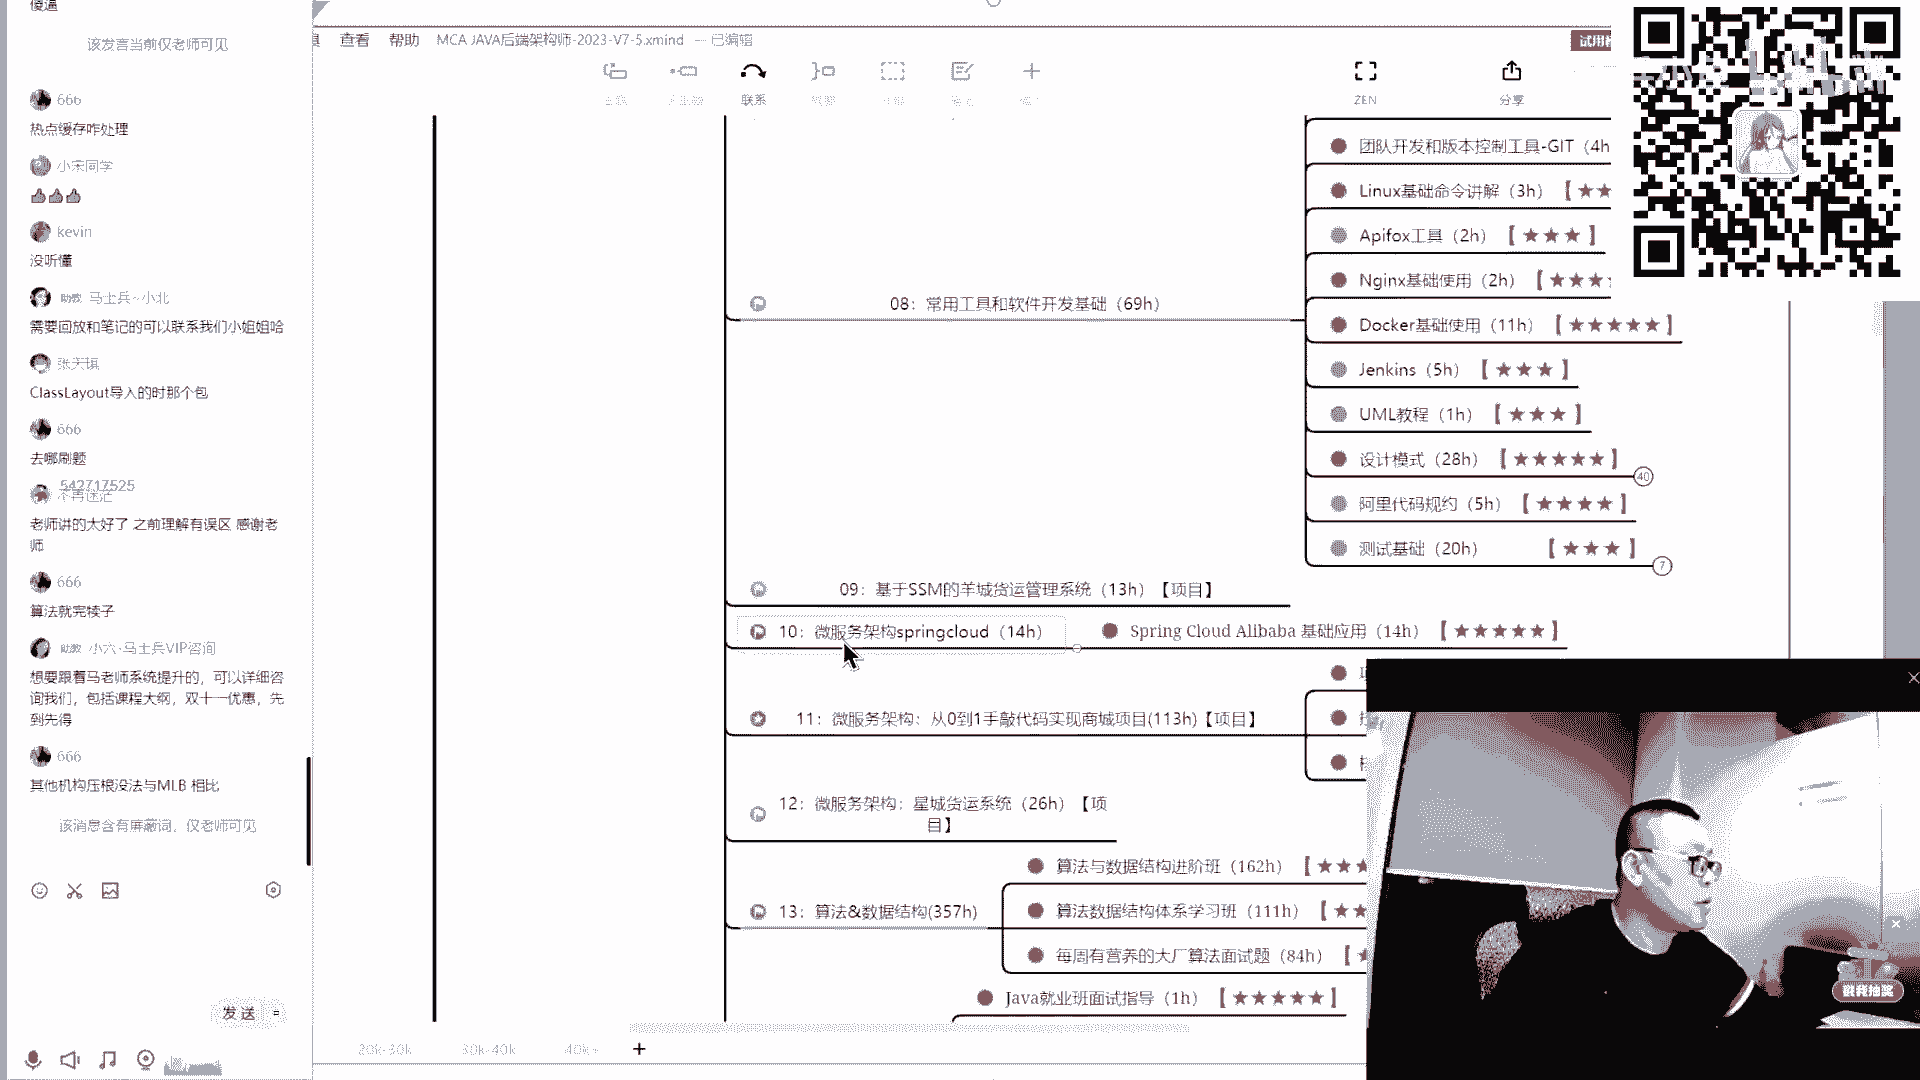 傻逼
该发言当前仅老师可见
666
热点缓存咋处理
小宋同学
kevin
没听懂
助教 马士兵~小北
需要回放和笔记的可以联系我们小姐姐哈
张天琪
ClassLayout导入的时那个包
666
去哪刷题
542717525
不再迷茫
老师讲的太好了 之前理解有误区 感谢老
师
666
算法就完犊子
助教 小六·马士兵VIP咨询
想要跟着马老师系统提升的，可以详细咨
询我们，包括课程大纲，双十一优惠，先
到先得
666
其他机构压根没法与MLB 相比
该消息含有屏蔽词，仅老师可见
发送
查看 帮助 MCA JAVA后端架构师-2023-V7-5.xmind — 已编辑
联系
ZEN
分享
团队开发和版本控制工具-GIT（4h
Linux基础命令讲解（3h）【★★
Apifox工具（2h）【★★★】
Nginx基础使用（2h）【★★★
08：常用工具和软件开发基础（69h）
Docker基础使用（11h）【★★★★★】
Jenkins（5h）【★★★】
UML教程（1h）【★★★】
设计模式（28h）【★★★★★】
40
阿里代码规约（5h）【★★★★】
测试基础（20h）【★★★】
7
09：基于SSM的羊城货运管理系统（13h）【项目】
10：微服务架构springcloud（14h）
Spring Cloud Alibaba 基础应用（14h）【★★★★★】
11：微服务架构：从0到1手敲代码实现商城项目(113h)【项目】
12：微服务架构：星城货运系统（26h）【项
目】
算法与数据结构进阶班（162h）【★★★
13：算法&数据结构(357h)
算法数据结构体系学习班（111h）【★★
每周有营养的大厂算法面试题（84h）【★
Java就业班面试指导（1h）【★★★★★】
20k-30k
30k-40k
40k+